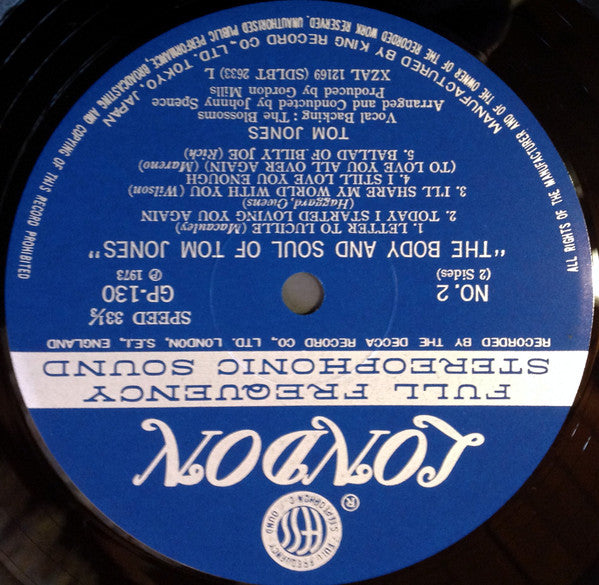 FULL FREQUENCY
STEREOPHONIC SOUND
FFSS
®
LONDON
FULL FREQUENCY
STEREOPHONIC SOUND
RECORDED BY THE DECCA RECORD CO., LTD. LONDON, S.E.I., ENGLAND
SPEED 33⅓
NO. 2
(2 Sides)
GP-130
Ⓟ 1973
"THE BODY AND SOUL OF TOM JONES"
1. LETTER TO LUCILLE (Macauley)
2. TODAY I STARTED LOVING YOU AGAIN
(Haggard, Owens)
3. I'LL SHARE MY WORLD WITH YOU (Wilson)
4. I STILL LOVE YOU ENOUGH
(TO LOVE YOU ALL OVER AGAIN) (Mareno)
5. BALLAD OF BILLY JOE (Rick)
TOM JONES
Vocal Backing : The Blossoms
Arranged and Conducted by Johnny Spence
Produced by Gordon Mills
XZAL 12169 (SDLBT 2633) L
MANUFACTURED BY KING RECORD CO., LTD. TOKYO, JAPAN
ALL RIGHTS OF THE MANUFACTURER AND OF THE OWNER OF THE RECORDED WORK RESERVED. UNAUTHORISED PUBLIC PERFORMANCE, BROADCASTING AND COPYING OF THIS RECORD PROHIBITED